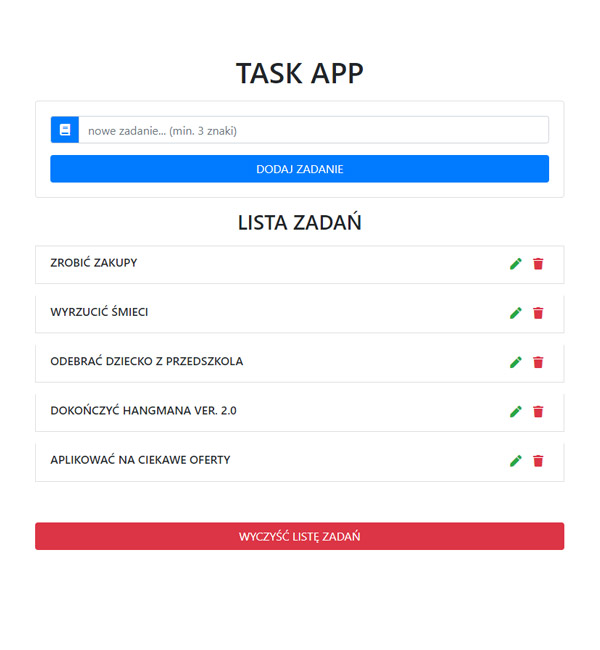 TASK APP
nowe zadanie... (min. 3 znaki)
DODAJ ZADANIE
LISTA ZADAŃ
ZROBIĆ ZAKUPY
WYRZUCIĆ ŚMIECI
ODEBRAĆ DZIECKO Z PRZEDSZKOLA
DOKOŃCZYĆ HANGMANA VER. 2.0
APLIKOWAĆ NA CIEKAWE OFERTY
WYCZYŚĆ LISTĘ ZADAŃ